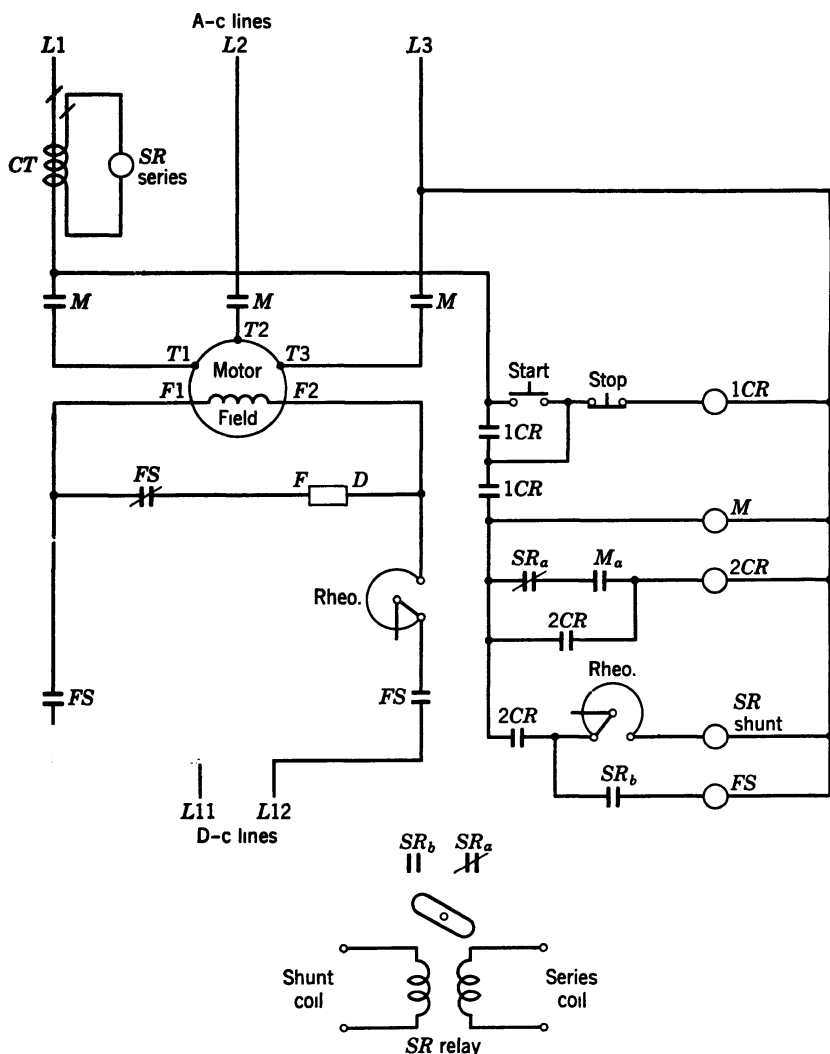 A-c lines
L1 L2 L3
CT SR
series
M M M
T2
T1 T3
Motor
F1 F2
Field
Start Stop 1CR
1CR
FS F D
1CR
M
SRa Ma 2CR
Rheo.
2CR
Rheo.
FS FS
2CR SR
shunt
SRb FS
L11 L12
D-c lines
SRb SRa
Shunt
coil
Series
coil
SR relay